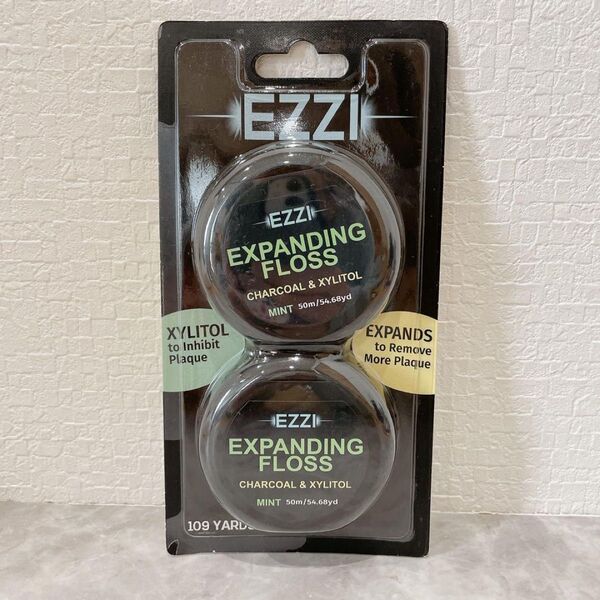 EZZI
EZZI
EXPANDING
FLOSS
CHARCOAL & XYLITOL
MINT 50m/54.68yd
XYLITOL
to Inhibit
Plaque
EXPANDS
to Remove
More Plaque
EZZI
EXPANDING
FLOSS
CHARCOAL & XYLITOL
MINT 50m/54.68yd
109 YARDS